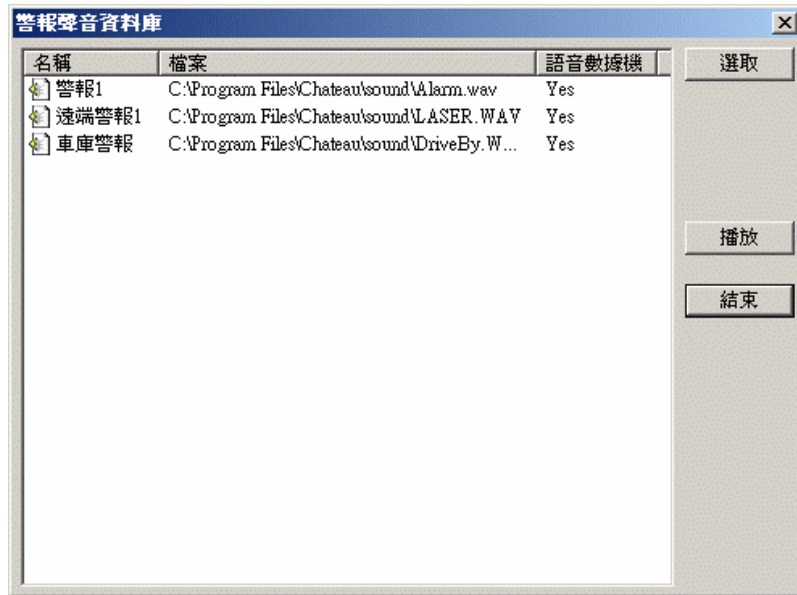 警報聲音資料庫
名稱 檔案 語音數據機 選取
警報1 C:\Program Files\Chateau\sound\Alarm.wav Yes
遠端警報1 C:\Program Files\Chateau\sound\LASER.WAV Yes
車庫警報 C:\Program Files\Chateau\sound\DriveBy.W... Yes
播放
結束